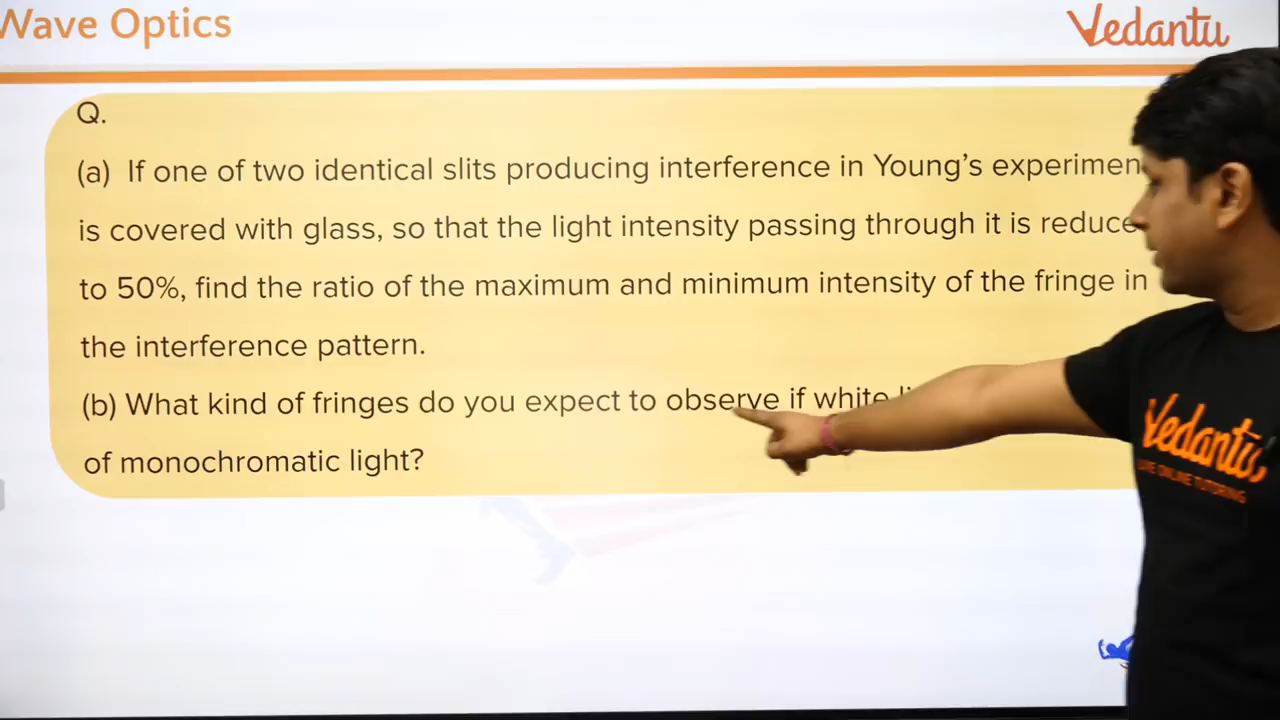 Wave Optics
Vedantu
Q.
(a) If one of two identical slits producing interference in Young's experimen
is covered with glass, so that the light intensity passing through it is reduce
to 50%, find the ratio of the maximum and minimum intensity of the fringe in
the interference pattern.
(b) What kind of fringes do you expect to observe if white
of monochromatic light?
Vedantu
LIVE ONLINE TUTORING